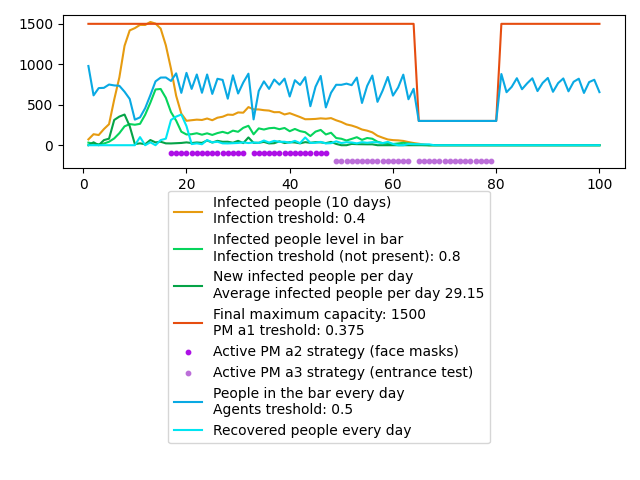 1500
1000
500
0
0
20
40
60
80
100
Infected people (10 days)
Infection treshold: 0.4
Infected people level in bar
Infection treshold (not present): 0.8
New infected people per day
Average infected people per day 29.15
Final maximum capacity: 1500
PM a1 treshold: 0.375
Active PM a2 strategy (face masks)
Active PM a3 strategy (entrance test)
People in the bar every day
Agents treshold: 0.5
Recovered people every day